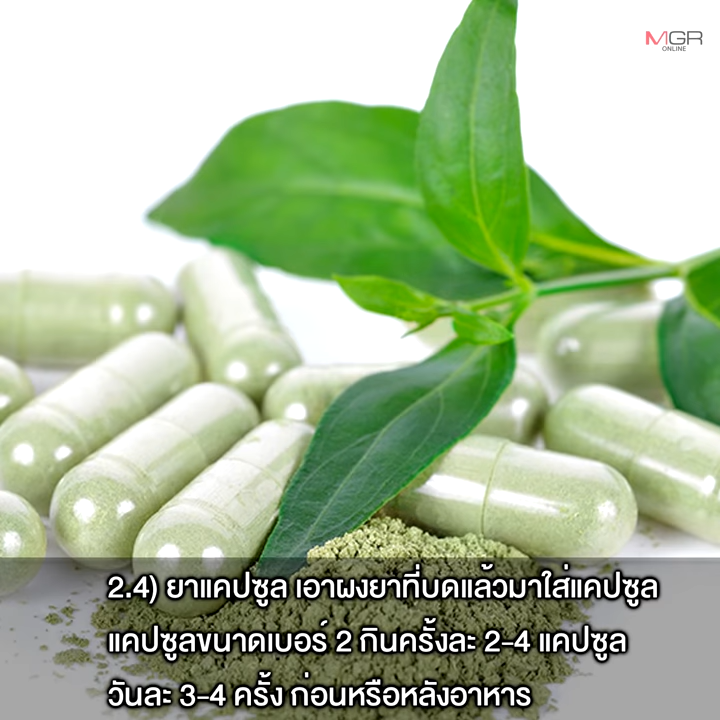 MGR
ONLINE
2.4) ยาแคปซูล เอาผงยาที่บดแล้วมาใส่แคปซูล
แคปซูลขนาดเบอร์ 2 กินครั้งละ 2-4 แคปซูล
วันละ 3-4 ครั้ง ก่อนหรือหลังอาหาร